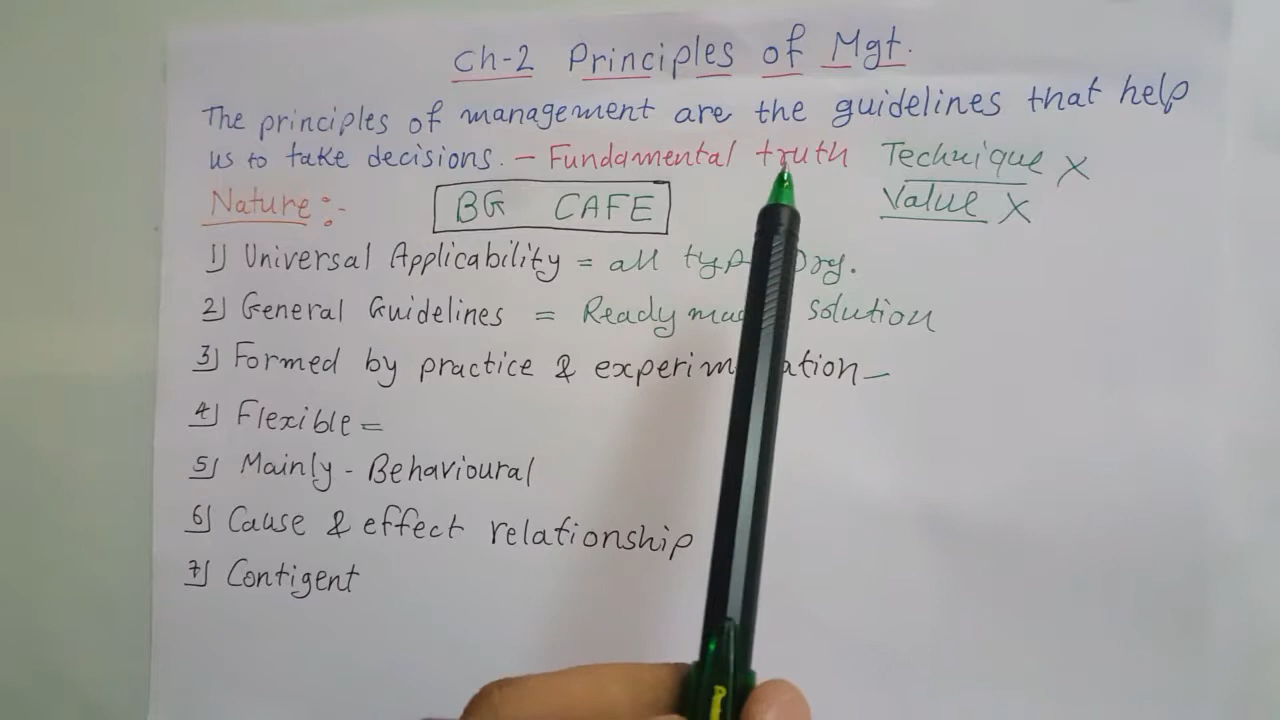 Ch-2 Principles of Mgt.
The principles of management are the guidelines that help
us to take decisions. - Fundamental truth Technique X
Nature :- BG CAFE Value X
1) Universal Applicability = all Org.
2) General Guidelines = Ready solution
3) Formed by practice &
4) Flexible =
5) Mainly - Behavioural
6) Cause & effect relationship
7) Contigent